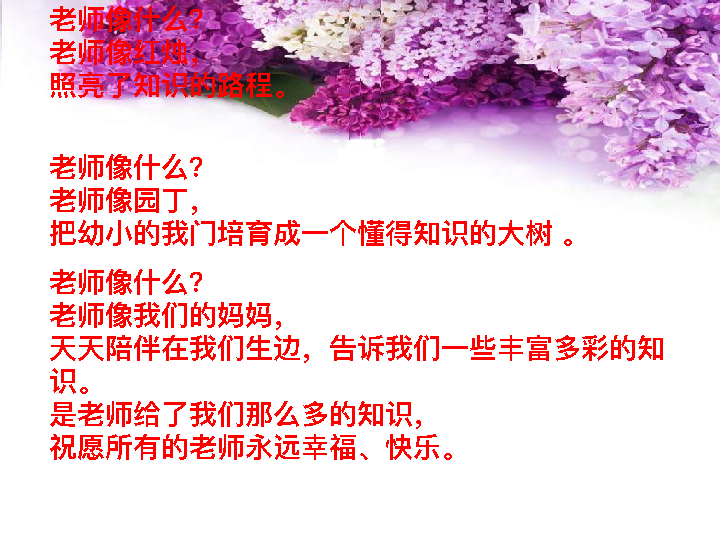 老师像什么？
老师像红烛，
照亮了知识的路程。
老师像什么？
老师像园丁，
把幼小的我门培育成一个懂得知识的大树 。
老师像什么？
老师像我们的妈妈，
天天陪伴在我们生边，告诉我们一些丰富多彩的知
识。
是老师给了我们那么多的知识，
祝愿所有的老师永远幸福、快乐。